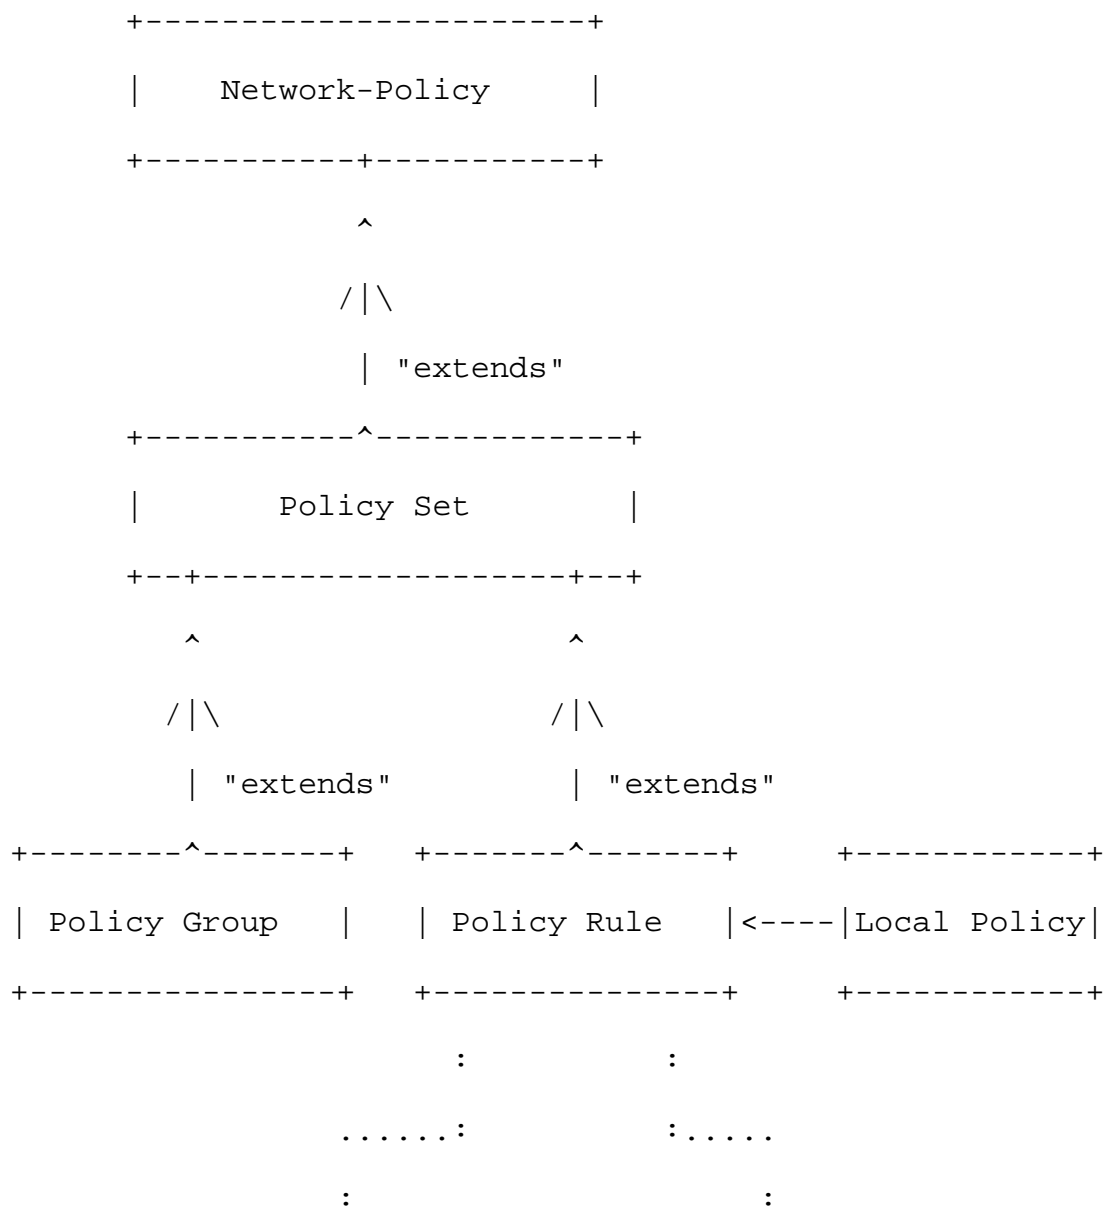 +-----------------------+
|    Network-Policy     |
+-----------+-----------+
^
/|\
| "extends"
+-----------^-------------+
|       Policy Set        |
+--+-------------------+--+
^                   ^
/|\                 /|\
| "extends"         | "extends"
+--------^-------+   +-------^-------+     +------------+
| Policy Group   |   | Policy Rule   |<----|Local Policy|
+----------------+   +---------------+     +------------+
:          :
......:          :.....
:                     :